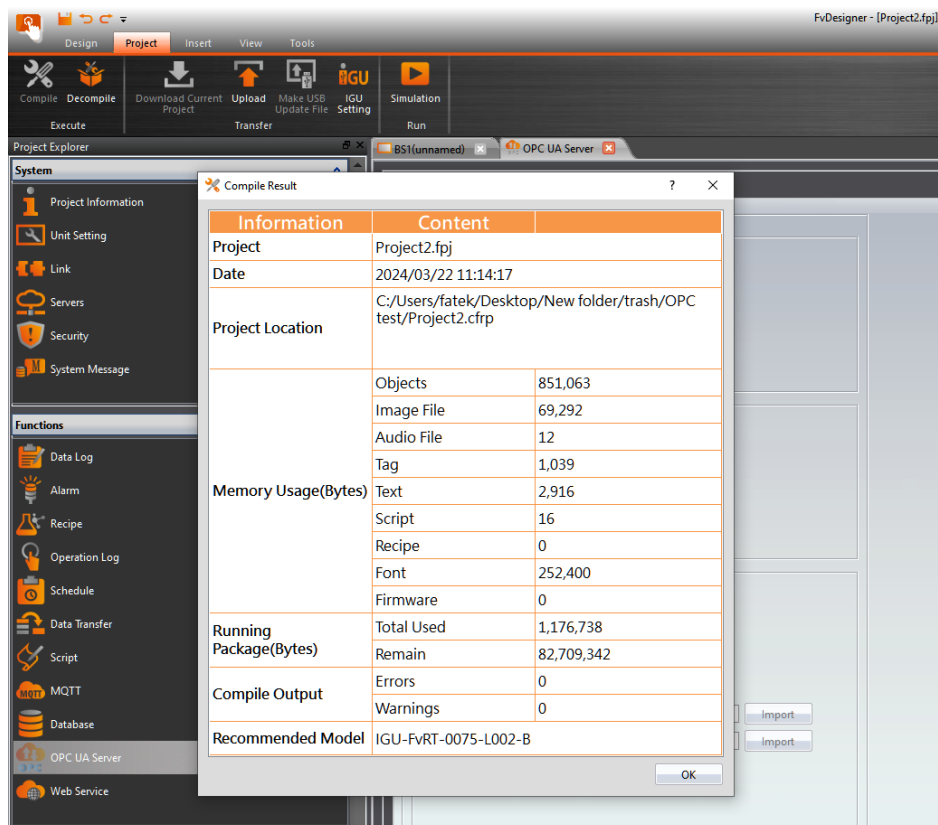 FvDesigner - [Project2.fpj]
Design Project Insert View Tools
Compile Decompile Download Current Project Upload Make USB Update File IGU Setting Simulation
Execute Transfer Run
Project Explorer
BS1(unnamed) OPC UA Server
System
Project Information
Unit Setting
Link
Servers
Security
System Message
Functions
Data Log
Alarm
Recipe
Operation Log
Schedule
Data Transfer
Script
MQTT
Database
OPC UA Server
Web Service
Compile Result ? ×
Information Content
Project Project2.fpj
Date 2024/03/22 11:14:17
Project Location C:/Users/fatek/Desktop/New folder/trash/OPC
test/Project2.cfrp
Memory Usage(Bytes)
Objects 851,063
Image File 69,292
Audio File 12
Tag 1,039
Text 2,916
Script 16
Recipe 0
Font 252,400
Firmware 0
Running
Package(Bytes)
Total Used 1,176,738
Remain 82,709,342
Compile Output
Errors 0
Warnings 0
Recommended Model IGU-FvRT-0075-L002-B
OK
Import
Import